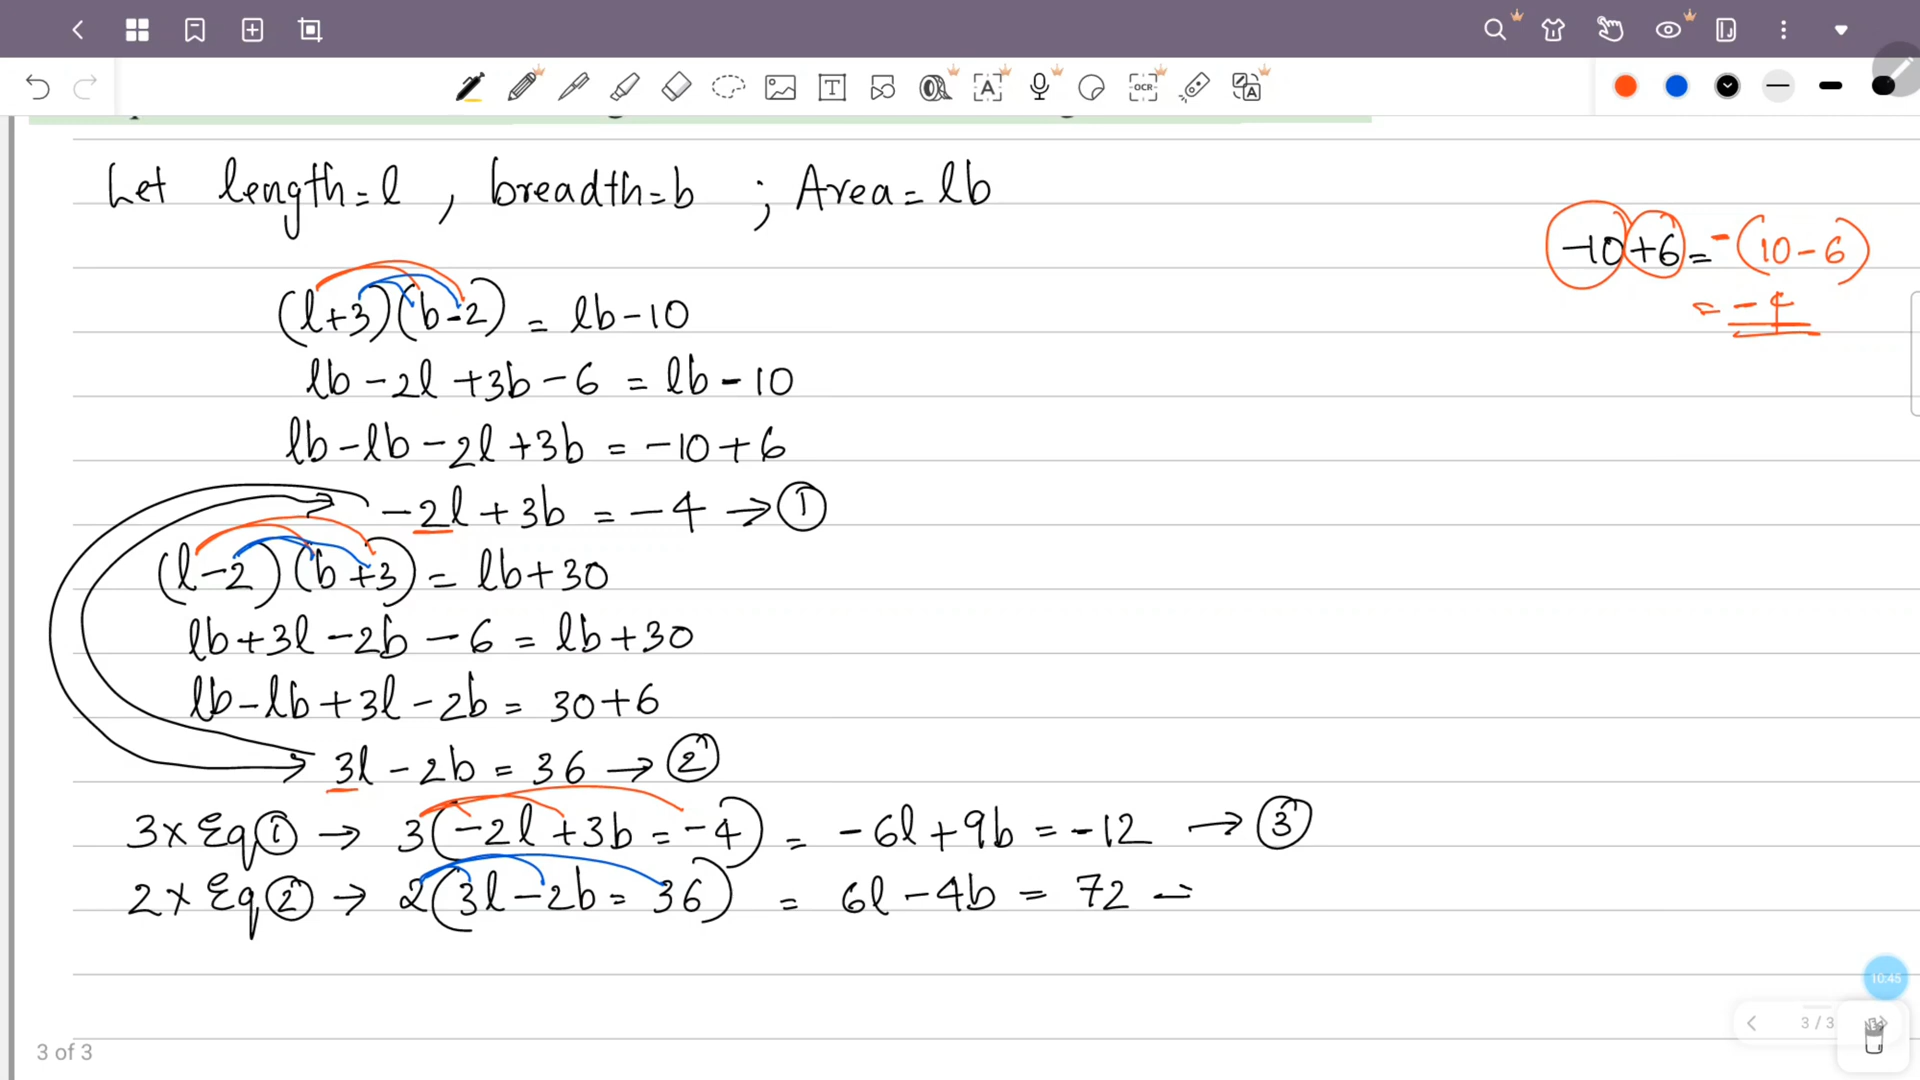 Let length = l , breadth = b ; Area = lb
-10 + 6 = -(10 - 6)
= -4
(l+3)(b-2) = lb-10
lb - 2l + 3b - 6 = lb - 10
lb - lb - 2l + 3b = -10 + 6
-2l + 3b = -4 → ①
(l-2)(b+3) = lb+30
lb + 3l - 2b - 6 = lb + 30
lb - lb + 3l - 2b = 30 + 6
3l - 2b = 36 → ②
3 x Eq ① → 3(-2l + 3b = -4) = -6l + 9b = -12 → ③
2 x Eq ② → 2(3l - 2b = 36) = 6l - 4b = 72 →
10:45
3 / 3
3 of 3